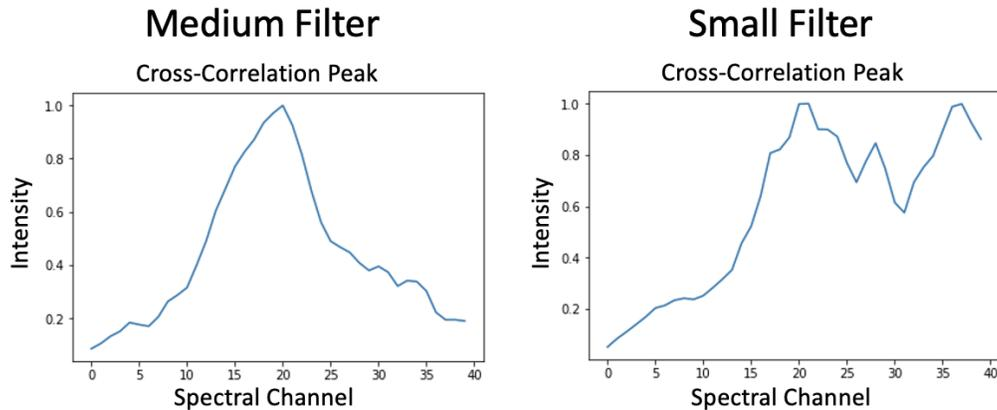 Medium Filter
Cross-Correlation Peak
1.0
0.8
0.6
0.4
0.2
Intensity
0 5 10 15 20 25 30 35 40
Spectral Channel
Small Filter
Cross-Correlation Peak
1.0
0.8
0.6
0.4
0.2
Intensity
0 5 10 15 20 25 30 35 40
Spectral Channel